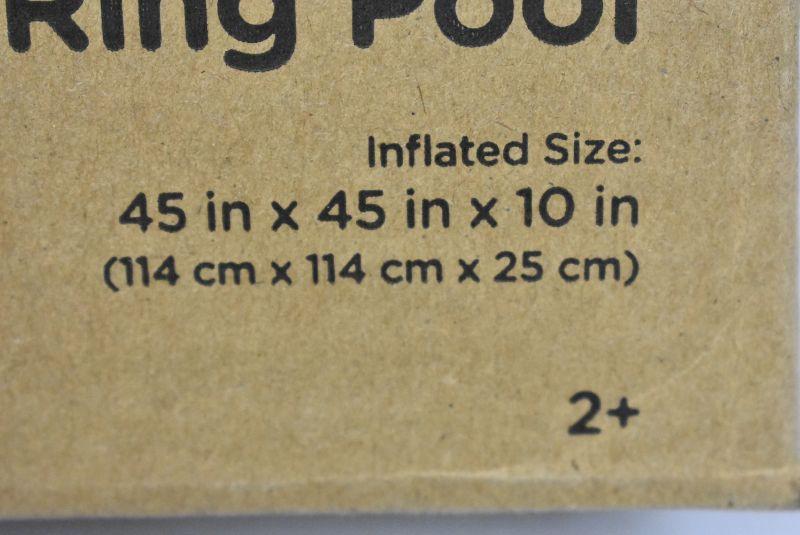 Ring Pool
Inflated Size:
45 in x 45 in x 10 in
(114 cm x 114 cm x 25 cm)
2+